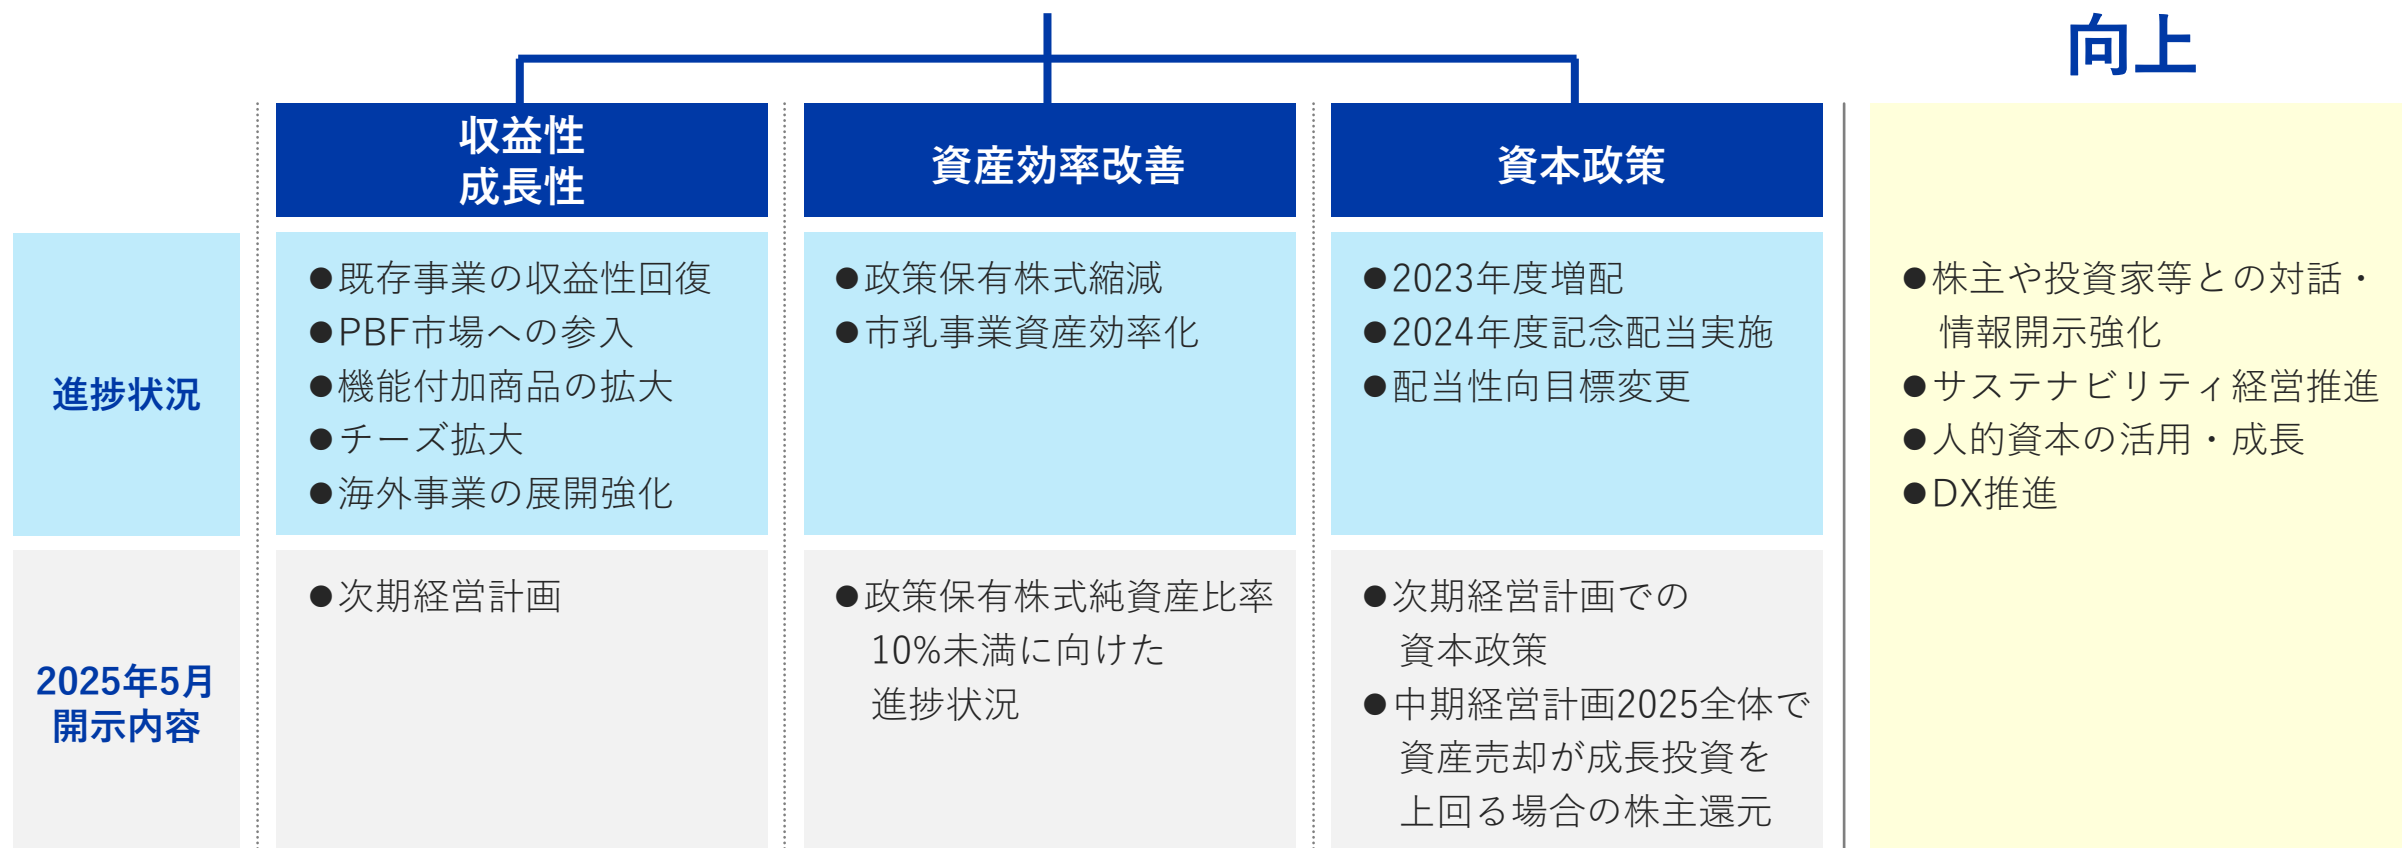 向上
収益性
成長性
資産効率改善
資本政策
進捗状況
●既存事業の収益性回復
●PBF市場への参入
●機能付加商品の拡大
●チーズ拡大
●海外事業の展開強化
●政策保有株式縮減
●市乳事業資産効率化
●2023年度増配
●2024年度記念配当実施
●配当性向目標変更
●株主や投資家等との対話・
情報開示強化
●サステナビリティ経営推進
●人的資本の活用・成長
●DX推進
2025年5月
開示内容
●次期経営計画
●政策保有株式純資産比率
10%未満に向けた
進捗状況
●次期経営計画での
資本政策
●中期経営計画2025全体で
資産売却が成長投資を
上回る場合の株主還元